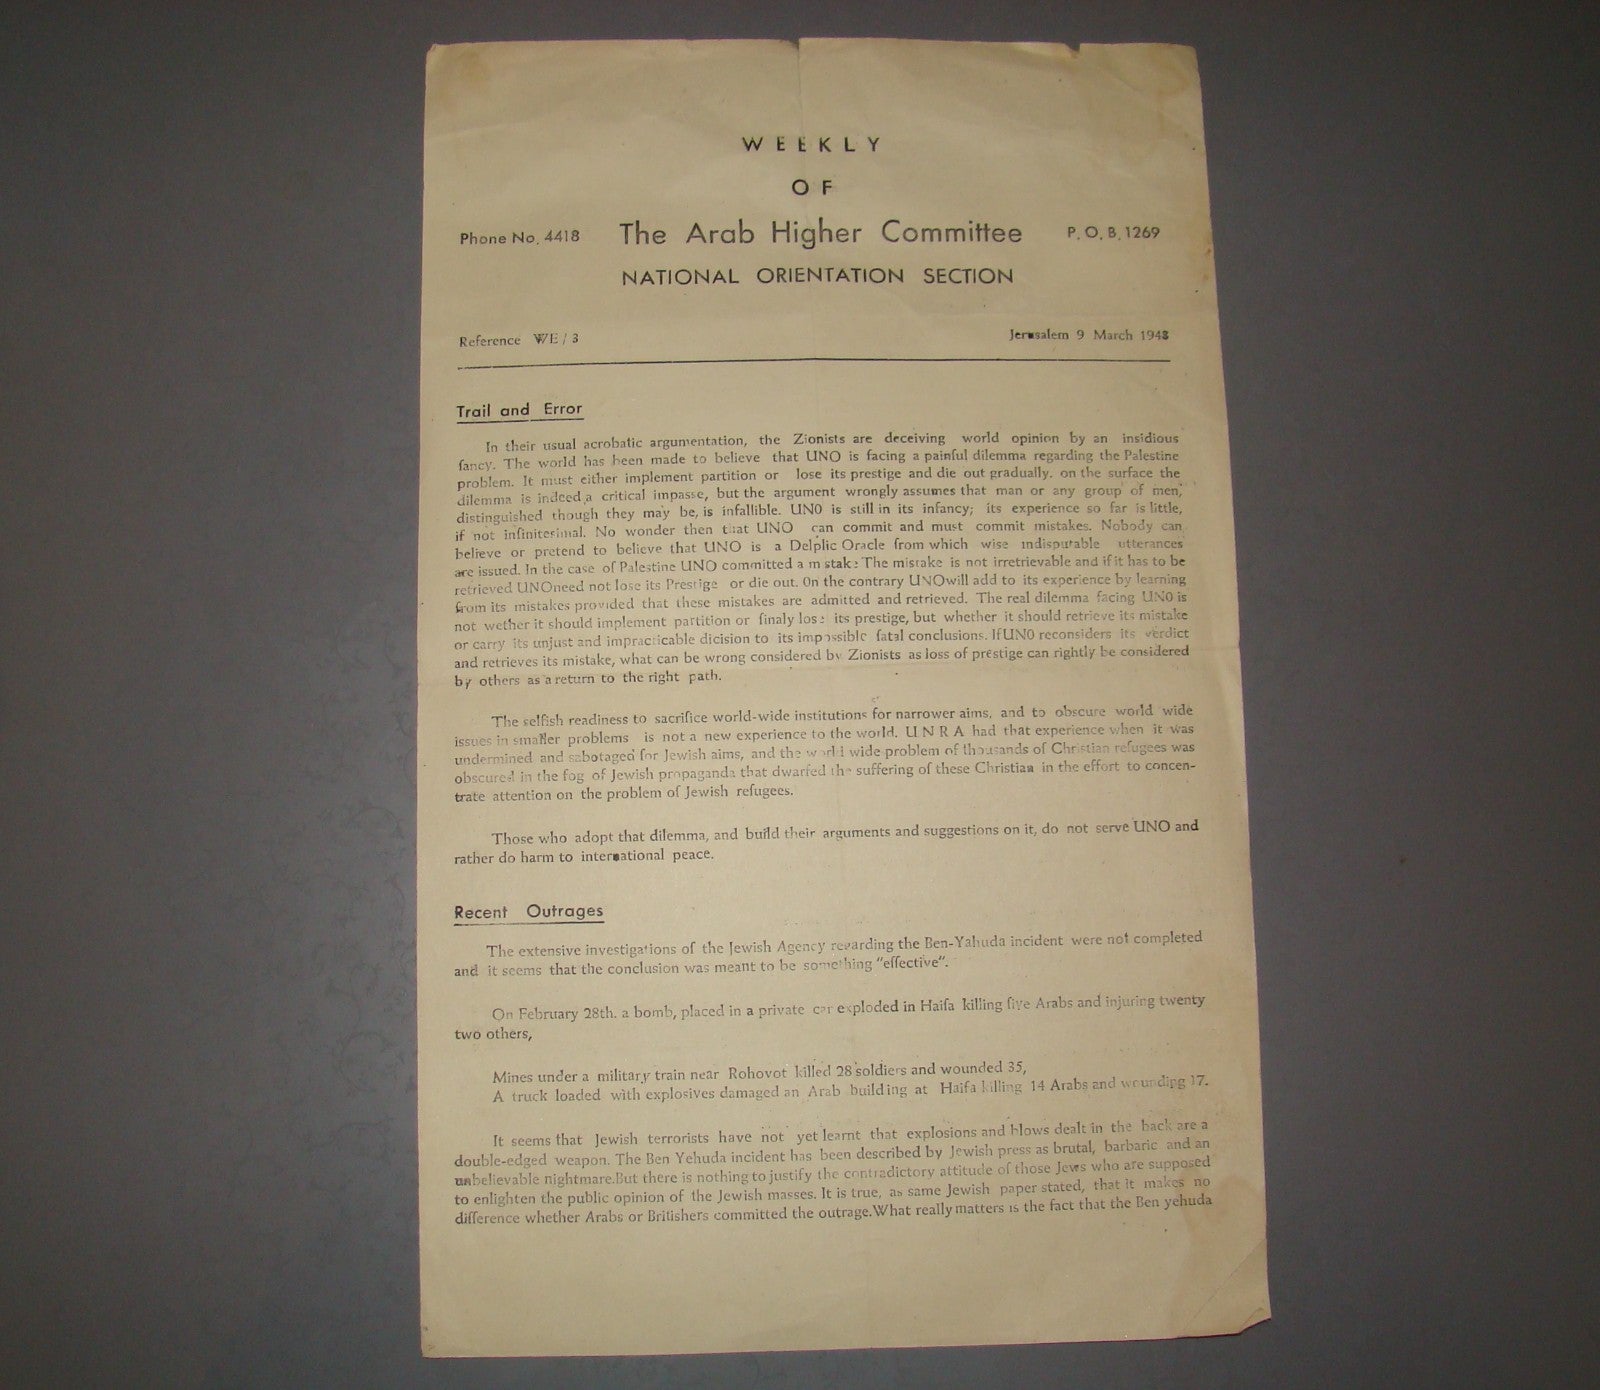 WEEKLY
OF
Phone No. 4418 The Arab Higher Committee P. O. B. 1269
NATIONAL ORIENTATION SECTION
Reference WE / 3 Jerusalem 9 March 1948
Trail and Error
In their usual acrobatic argumentation, the Zionists are deceiving world opinion by an insidious
fancy. The world has been made to believe that UNO is facing a painful dilemma regarding the Palestine
problem. It must either implement partition or lose its prestige and die out gradually. on the surface the
dilemma is indeed a critical impasse, but the argument wrongly assumes that man or any group of men,
distinguished though they may be, is infallible. UNO is still in its infancy; its experience so far is little,
if not infinitesimal. No wonder then that UNO can commit and must commit mistakes. Nobody can
believe or pretend to believe that UNO is a Delplic Oracle from which wise indisputable utterances
are issued. In the case of Palestine UNO committed a mistake: The mistake is not irretrievable and if it has to be
retrieved UNOneed not lose its Prestige or die out. On the contrary UNOwill add to its experience by learning
from its mistakes provided that these mistakes are admitted and retrieved. The real dilemma facing UNO is
not wether it should implement partition or finaly lose its prestige, but whether it should retrieve its mistake
or carry its unjust and impracticable dicision to its impossible fatal conclusions. IfUNO reconsiders its verdict
and retrieves its mistake, what can be wrong considered by Zionists as loss of prestige can rightly be considered
by others as a return to the right path.
The selfish readiness to sacrifice world-wide institutions for narrower aims, and to obscure world wide
issues in smaller problems is not a new experience to the world. U N R A had that experience when it was
undermined and sabotaged for Jewish aims, and the world wide problem of thousands of Christian refugees was
obscured in the fog of Jewish propaganda that dwarfed the suffering of these Christian in the effort to concen-
trate attention on the problem of Jewish refugees.
Those who adopt that dilemma, and build their arguments and suggestions on it, do not serve UNO and
rather do harm to international peace.
Recent Outrages
The extensive investigations of the Jewish Agency regarding the Ben-Yahuda incident were not completed
and it seems that the conclusion was meant to be something "effective".
On February 28th. a bomb, placed in a private car exploded in Haifa killing five Arabs and injuring twenty
two others,
Mines under a military train near Rohovot killed 28 soldiers and wounded 35,
A truck loaded with explosives damaged an Arab building at Haifa killing 14 Arabs and wounding 17.
It seems that Jewish terrorists have not yet learnt that explosions and blows dealt in the back are a
double-edged weapon. The Ben Yehuda incident has been described by Jewish press as brutal, barbaric and an
unbelievable nightmare.But there is nothing to justify the contradictory attitude of those Jews who are supposed
to enlighten the public opinion of the Jewish masses. It is true, as same Jewish paper stated, that it makes no
difference whether Arabs or Britishers committed the outrage.What really matters is the fact that the Ben yehuda